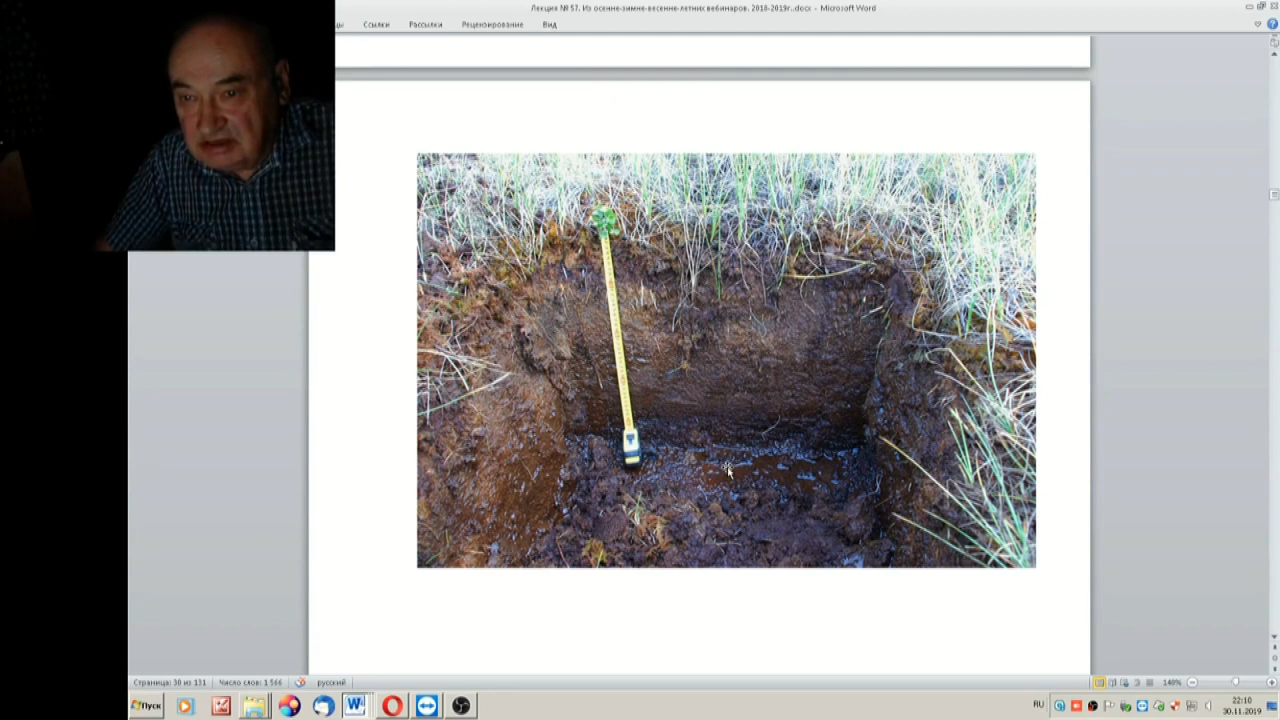 Лекция № 57. Из осенне-зимне-весенне-летних вебинаров. 2018-2019г..docx - Microsoft Word
Ссылки Рассылки Рецензирование Вид
Страница: 30 из 131 Число слов: 1 566 русский 140%
Пуск RU 22:10
30.11.2019